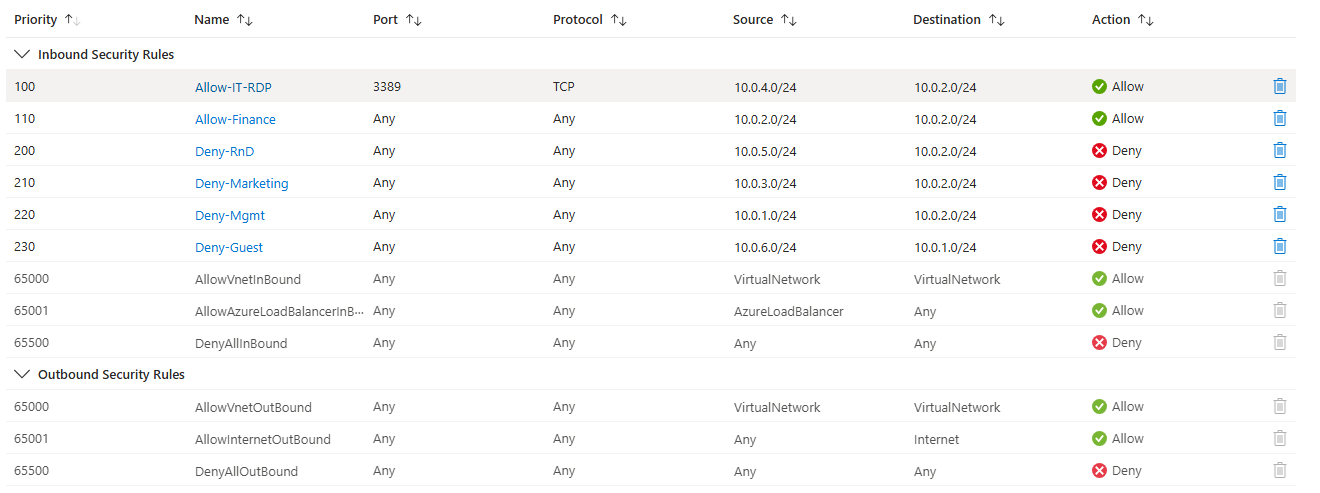 Priority Name Port Protocol Source Destination Action
Inbound Security Rules
100 Allow-IT-RDP 3389 TCP 10.0.4.0/24 10.0.2.0/24 Allow
110 Allow-Finance Any Any 10.0.2.0/24 10.0.2.0/24 Allow
200 Deny-RnD Any Any 10.0.5.0/24 10.0.2.0/24 Deny
210 Deny-Marketing Any Any 10.0.3.0/24 10.0.2.0/24 Deny
220 Deny-Mgmt Any Any 10.0.1.0/24 10.0.2.0/24 Deny
230 Deny-Guest Any Any 10.0.6.0/24 10.0.1.0/24 Deny
65000 AllowVnetInBound Any Any VirtualNetwork VirtualNetwork Allow
65001 AllowAzureLoadBalancerInB··· Any Any AzureLoadBalancer Any Allow
65500 DenyAllInBound Any Any Any Any Deny
Outbound Security Rules
65000 AllowVnetOutBound Any Any VirtualNetwork VirtualNetwork Allow
65001 AllowInternetOutBound Any Any Any Internet Allow
65500 DenyAllOutBound Any Any Any Any Deny